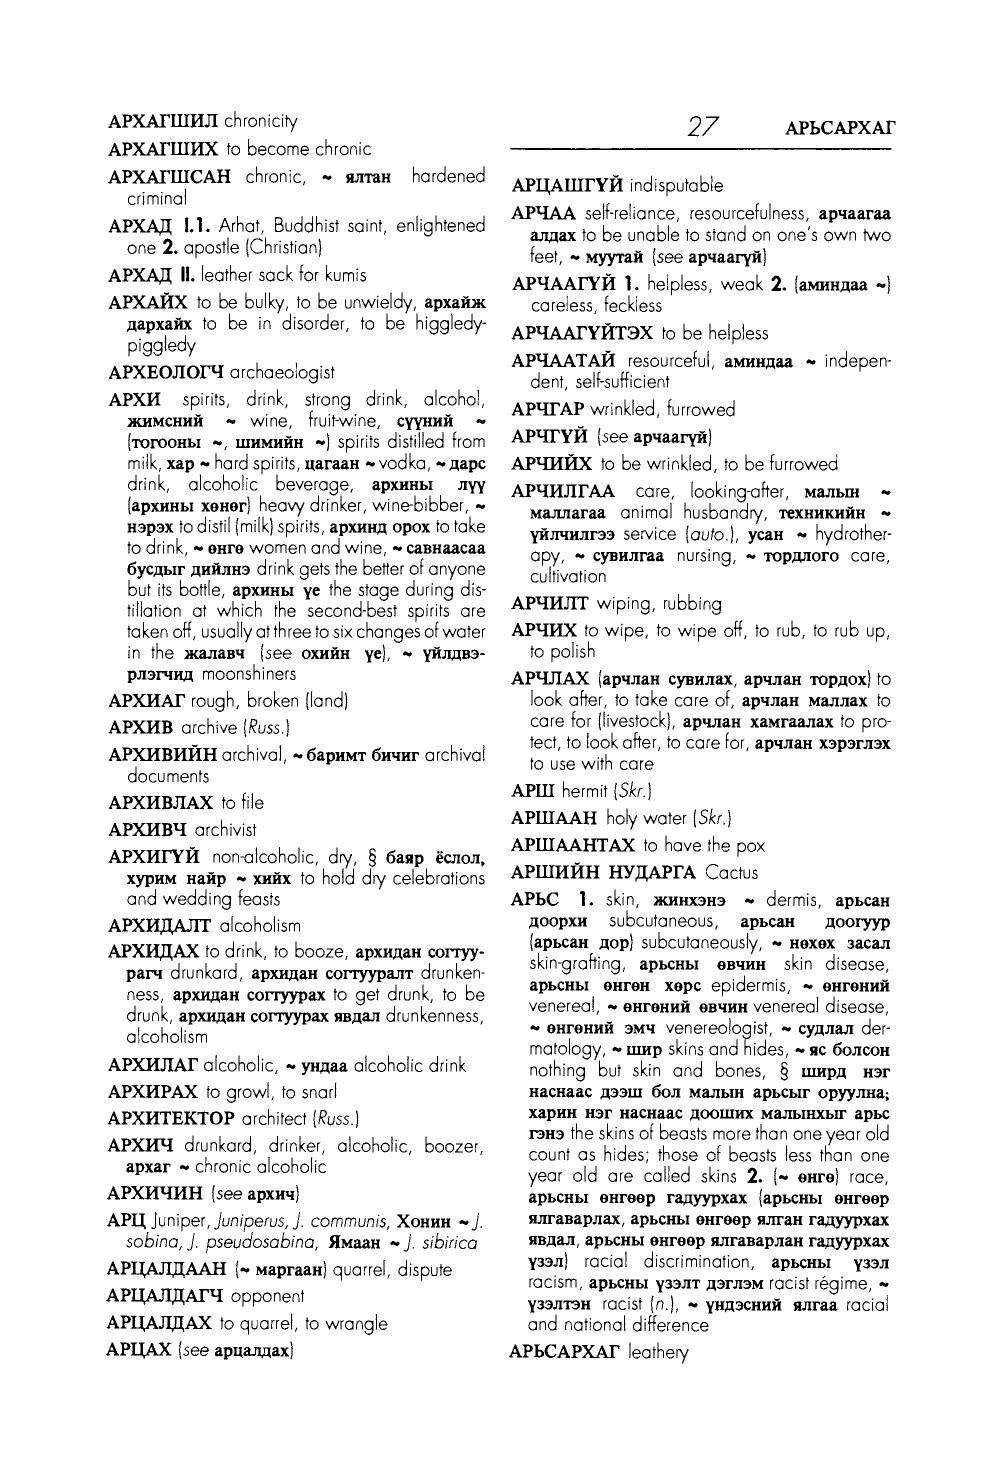 АРХАГШИЛ chronicity
АРХАГШИХ to become chronic
АРХАГШСАН chronic, ~ ялтан hardened
criminal
АРХАД I.1. Arhat, Buddhist saint, enlightened
one 2. apostle (Christian)
АРХАД II. leather sack for kumis
АРХАЙХ to be bulky, to be unwieldy, архайж
дархайх to be in disorder, to be higgledy-
piggledy
АРХЕОЛОГЧ archaeologist
АРХИ spirits, drink, strong drink, alcohol,
жимсний ~ wine, fruit-wine, сүүний ~
(тогооны ~, шимийн ~) spirits distilled from
milk, хар ~ hard spirits, цагаан ~ vodka, ~ дарс
drink, alcoholic beverage, архины лүү
(архины хөнөг) heavy drinker, wine-bibber, ~
нэрэх to distil (milk) spirits, архинд орох to take
to drink, ~ өнгө women and wine, ~ савнаасаа
бусдыг дийлнэ drink gets the better of anyone
but its bottle, архины үе the stage during dis-
tillation at which the second-best spirits are
taken off, usually at three to six changes of water
in the жалавч (see охийн үе), ~ үйлдвэ-
рлэгчид moonshiners
АРХИАГ rough, broken (land)
АРХИВ archive (Russ.)
АРХИВИЙН archival, ~ баримт бичиг archival
documents
АРХИВЛАХ to file
АРХИВЧ archivist
АРХИГҮЙ non-alcoholic, dry, § баяр ёслол,
хурим найр ~ хийх to hold dry celebrations
and wedding feasts
АРХИДАЛТ alcoholism
АРХИДАХ to drink, to booze, архидан согтуу-
рагч drunkard, архидан согтууралт drunken-
ness, архидан согтуурах to get drunk, to be
drunk, архидан согтуурах явдал drunkenness,
alcoholism
АРХИЛАГ alcoholic, ~ ундаа alcoholic drink
АРХИРАХ to growl, to snarl
АРХИТЕКТОР architect (Russ.)
АРХИЧ drunkard, drinker, alcoholic, boozer,
архаг ~ chronic alcoholic
АРХИЧИН (see архич)
АРЦ Juniper, Juniperus, J. communis, Хонин ~ J.
sobina, J. pseudosabina, Ямаан ~ J. sibirica
АРЦАЛДААН (~ маргаан) quarrel, dispute
АРЦАЛДАГЧ opponent
АРЦАЛДАХ to quarrel, to wrangle
АРЦАХ (see арцалдах)
27 АРЬСАРХАГ
АРЦАШГҮЙ indisputable
АРЧАА self-reliance, resourcefulness, арчаагаа
алдах to be unable to stand on one's own two
feet, ~ муутай (see арчаагүй)
АРЧААГҮЙ 1. helpless, weak 2. (аминдаа ~)
careless, feckless
АРЧААГҮЙТЭХ to be helpless
АРЧААТАЙ resourceful, аминдаа ~ indepen-
dent, self-sufficient
АРЧГАР wrinkled, furrowed
АРЧГҮЙ (see арчаагүй)
АРЧИЙХ to be wrinkled, to be furrowed
АРЧИЛГАА care, looking-after, малын ~
маллагаа animal husbandry, техникийн ~
үйлчилгээ service (auto.), усан ~ hydrother-
apy, ~ сувилгаа nursing, ~ тордлого care,
cultivation
АРЧИЛТ wiping, rubbing
АРЧИХ to wipe, to wipe off, to rub, to rub up,
to polish
АРЧЛАХ (арчлан сувилах, арчлан тордох) to
look after, to take care of, арчлан маллах to
care for (livestock), арчлан хамгаалах to pro-
tect, to look after, to care for, арчлан хэрэглэх
to use with care
АРШ hermit (Skr.)
АРШААН holy water (Skr.)
АРШААНТАХ to have the pox
АРШИЙН НУДАРГА Cactus
АРЬС 1. skin, жинхэнэ ~ dermis, арьсан
доорхи subcutaneous, арьсан доогуур
(арьсан дор) subcutaneously, ~ нөхөх засал
skin-grafting, арьсны өвчин skin disease,
арьсны өнгөн хөрс epidermis, ~ өнгөний
venereal, ~ өнгөний өвчин venereal disease,
~ өнгөний эмч venereologist, ~ судлал der-
matology, ~ шир skins and hides, ~ яс болсон
nothing but skin and bones, § ширд нэг
наснаас дээш бол малын арьсыг оруулна;
харин нэг наснаас дооших малынхыг арьс
гэнэ the skins of beasts more than one year old
count as hides; those of beasts less than one
year old are called skins 2. (~ өнгө) race,
арьсны өнгөөр гадуурхах (арьсны өнгөөр
ялгаварлах, арьсны өнгөөр ялган гадуурхах
явдал, арьсны өнгөөр ялгаварлан гадуурхах
үзэл) racial discrimination, арьсны үзэл
racism, арьсны үзэлт дэглэм racist régime, ~
үзэлтэн racist (n.), ~ үндэсний ялгаа racial
and national difference
АРЬСАРХАГ leathery